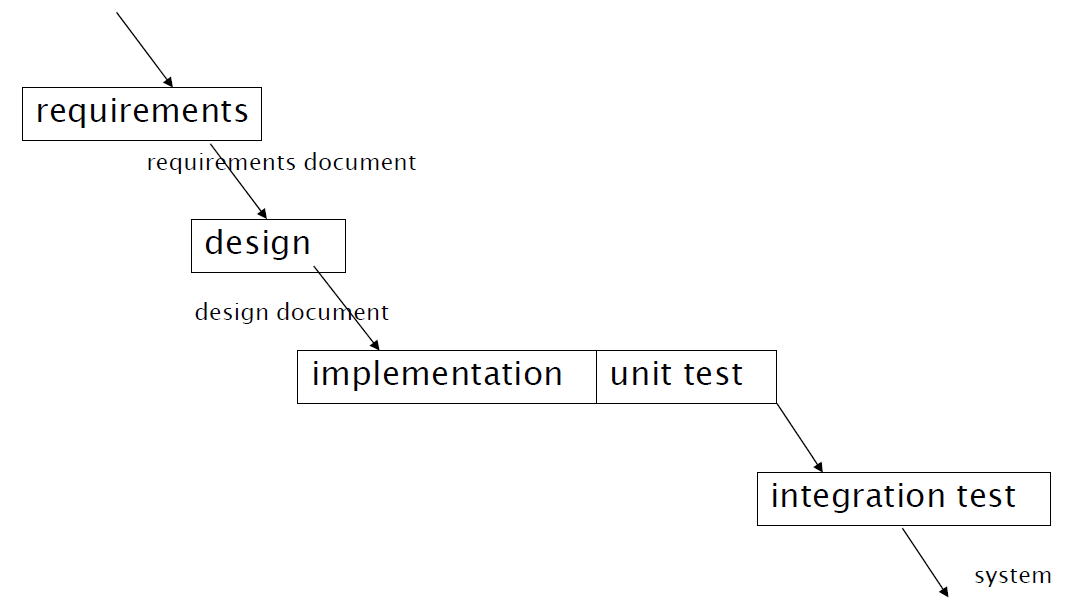 requirements
requirements document
design
design document
implementation
unit test
integration test
system